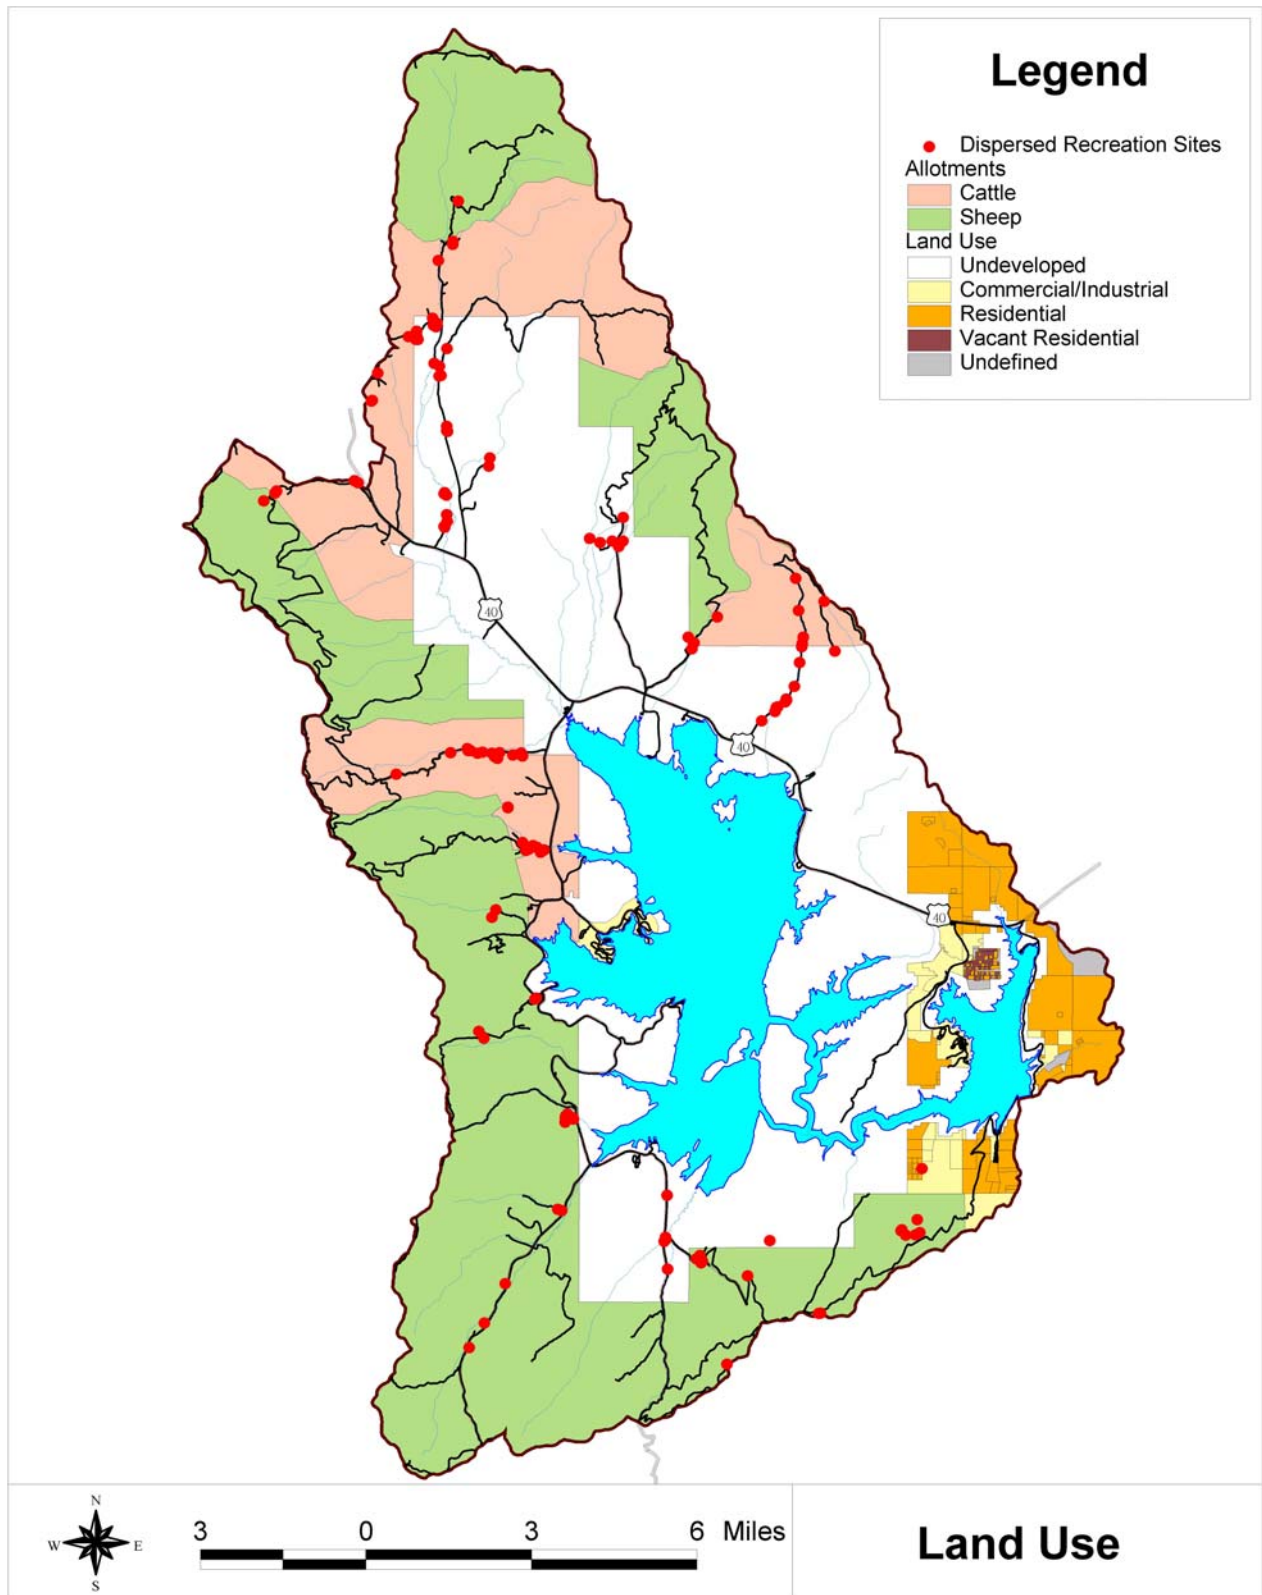 Legend
Dispersed Recreation Sites
Allotments
Cattle
Sheep
Land Use
Undeveloped
Commercial/Industrial
Residential
Vacant Residential
Undefined
40
40
40
N
W E
S
3 0 3 6 Miles
Land Use